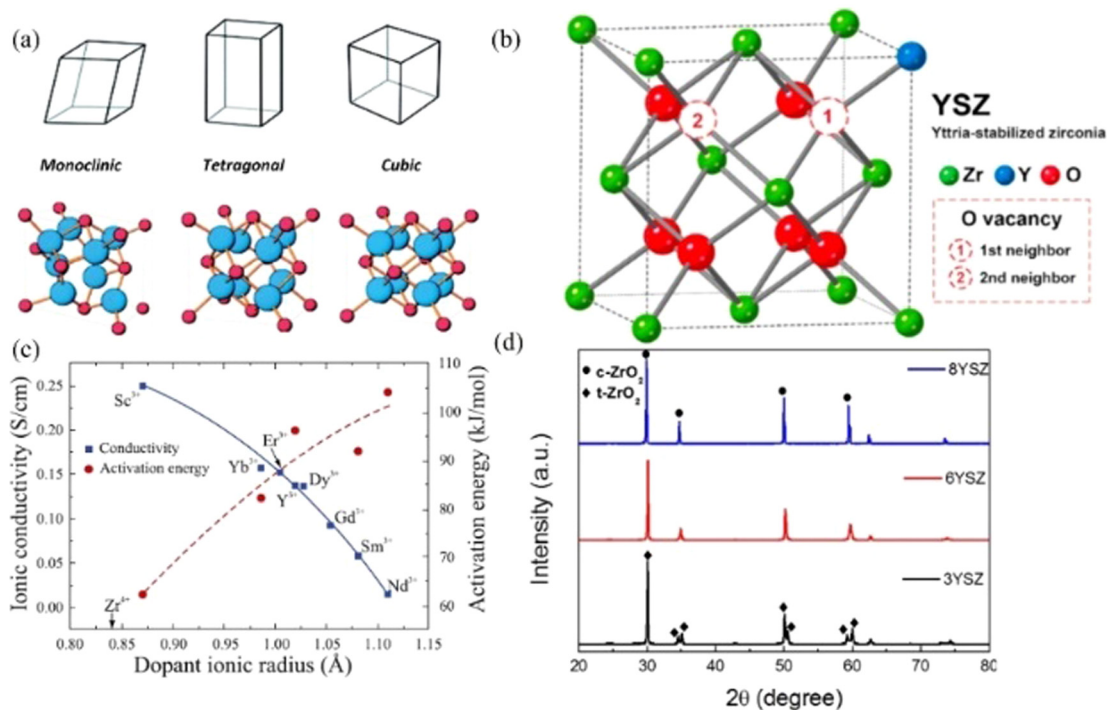 (a)
Monoclinic
Tetragonal
Cubic
(b)
1
2
YSZ
Yttria-stabilized zirconia
Zr
Y
O
O vacancy
1 1st neighbor
2 2nd neighbor
(c)
Ionic conductivity (S/cm)
0.25
0.20
0.15
0.10
0.05
0.00
Sc³⁺
Conductivity
Activation energy
Yb³⁺
Er³⁺
Y³⁺
Dy³⁺
Gd³⁺
Sm³⁺
Nd³⁺
Zr⁴⁺
110
100
90
80
70
60
Activation energy (kJ/mol)
0.80 0.85 0.90 0.95 1.00 1.05 1.10 1.15
Dopant ionic radius (Å)
(d)
Intensity (a.u.)
c-ZrO₂
t-ZrO₂
8YSZ
6YSZ
3YSZ
20 30 40 50 60 70 80
2θ (degree)